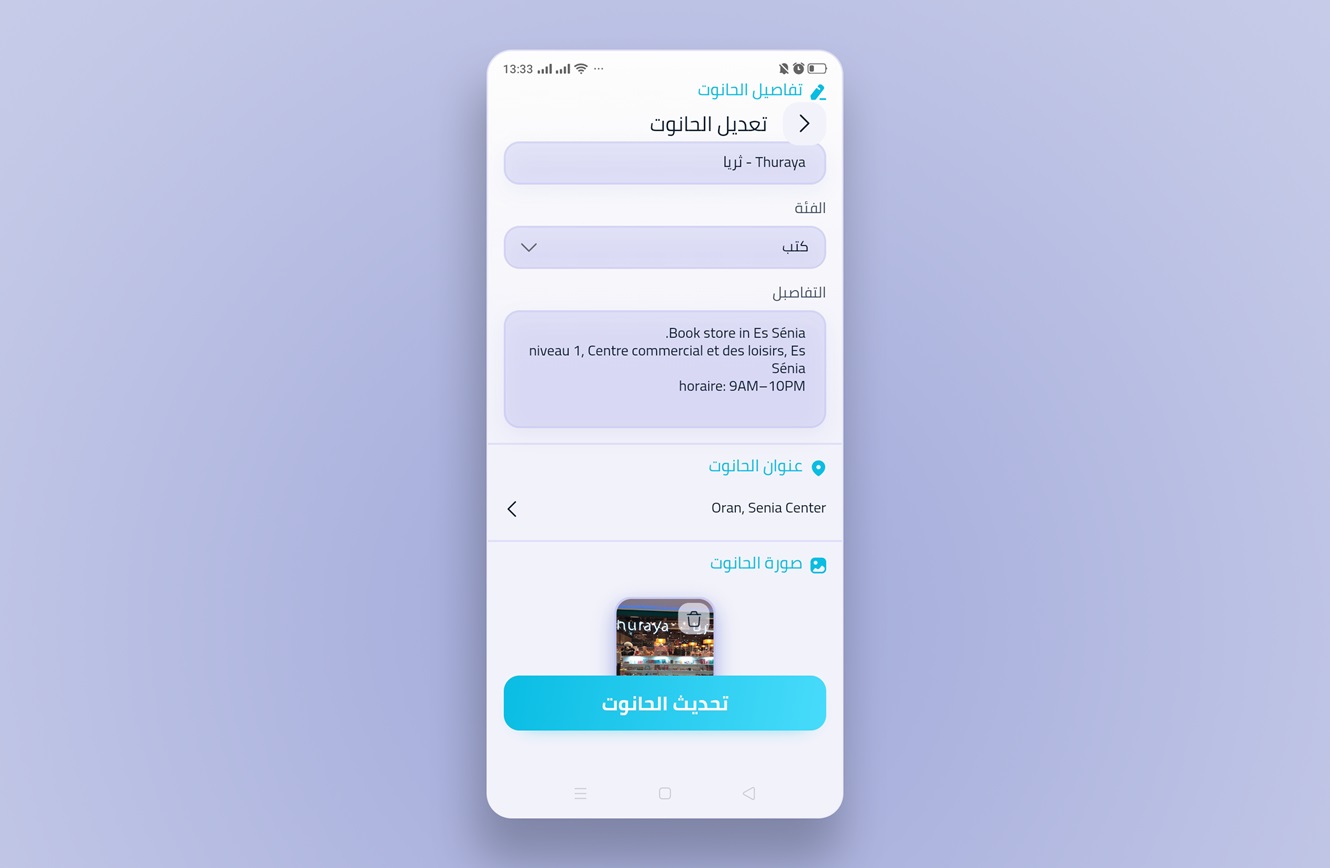 13:33
تفاصيل الحانوت
تعديل الحانوت
Thuraya - ثريا
الفئة
كتب
التفاصيل
Book store in Es Sénia.
niveau 1, Centre commercial et des loisirs, Es
Sénia
horaire: 9AM–10PM
عنوان الحانوت
Oran, Senia Center
صورة الحانوت
huraya
تحديث الحانوت